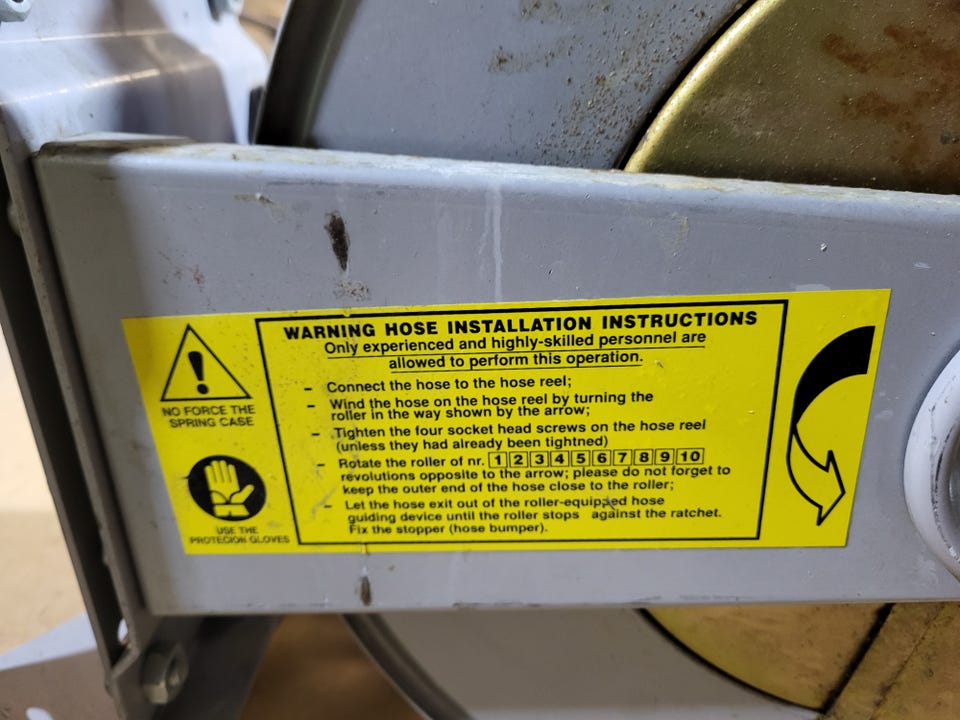 WARNING HOSE INSTALLATION INSTRUCTIONS
Only experienced and highly-skilled personnel are
allowed to perform this operation.
- Connect the hose to the hose reel;
- Wind the hose on the hose reel by turning the
roller in the way shown by the arrow;
- Tighten the four socket head screws on the hose reel
(unless they had already been tightned)
- Rotate the roller of nr. 1 2 3 4 5 6 7 8 9 10
revolutions opposite to the arrow; please do not forget to
keep the outer end of the hose close to the roller;
- Let the hose exit out of the roller-equipped hose
guiding device until the roller stops against the ratchet.
Fix the stopper (hose bumper).
NO FORCE THE
SPRING CASE
USE THE
PROTECION GLOVES